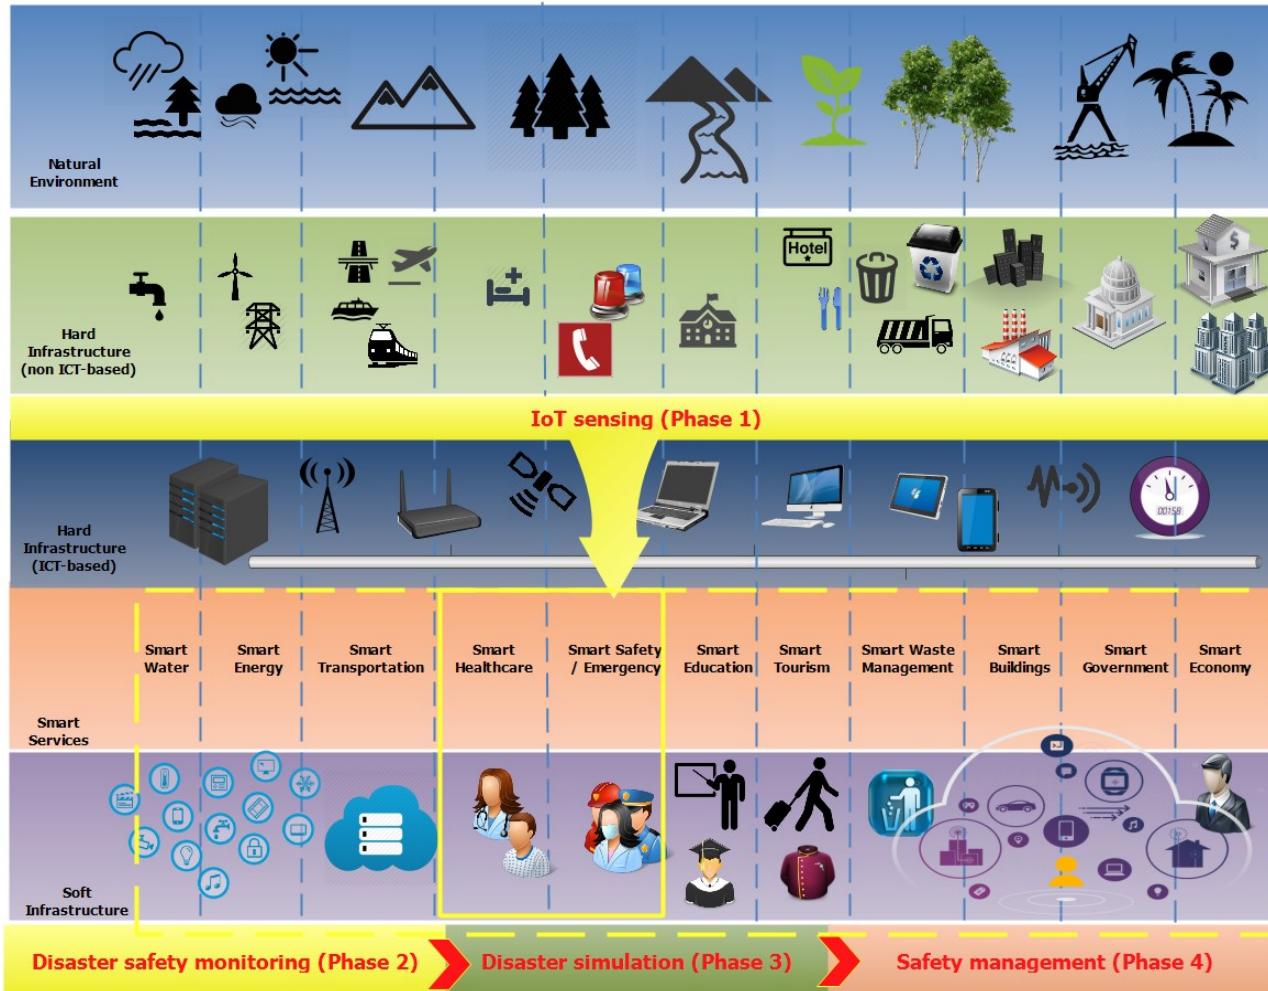 Natural
Environment
Hotel
$
Hard
Infrastructure
(non ICT-based)
IoT sensing (Phase 1)
00158
Hard
Infrastructure
(ICT-based)
Smart
Water
Smart
Energy
Smart
Transportation
Smart
Healthcare
Smart Safety
/ Emergency
Smart
Education
Smart
Tourism
Smart Waste
Management
Smart
Buildings
Smart
Government
Smart
Economy
Smart
Services
Soft
Infrastructure
Disaster safety monitoring (Phase 2)
Disaster simulation (Phase 3)
Safety management (Phase 4)